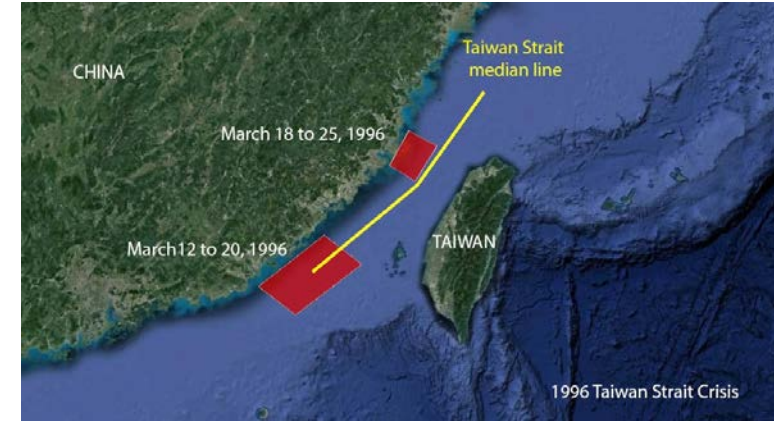 Taiwan Strait
median line
CHINA
March 18 to 25, 1996
March12 to 20, 1996
TAIWAN
1996 Taiwan Strait Crisis